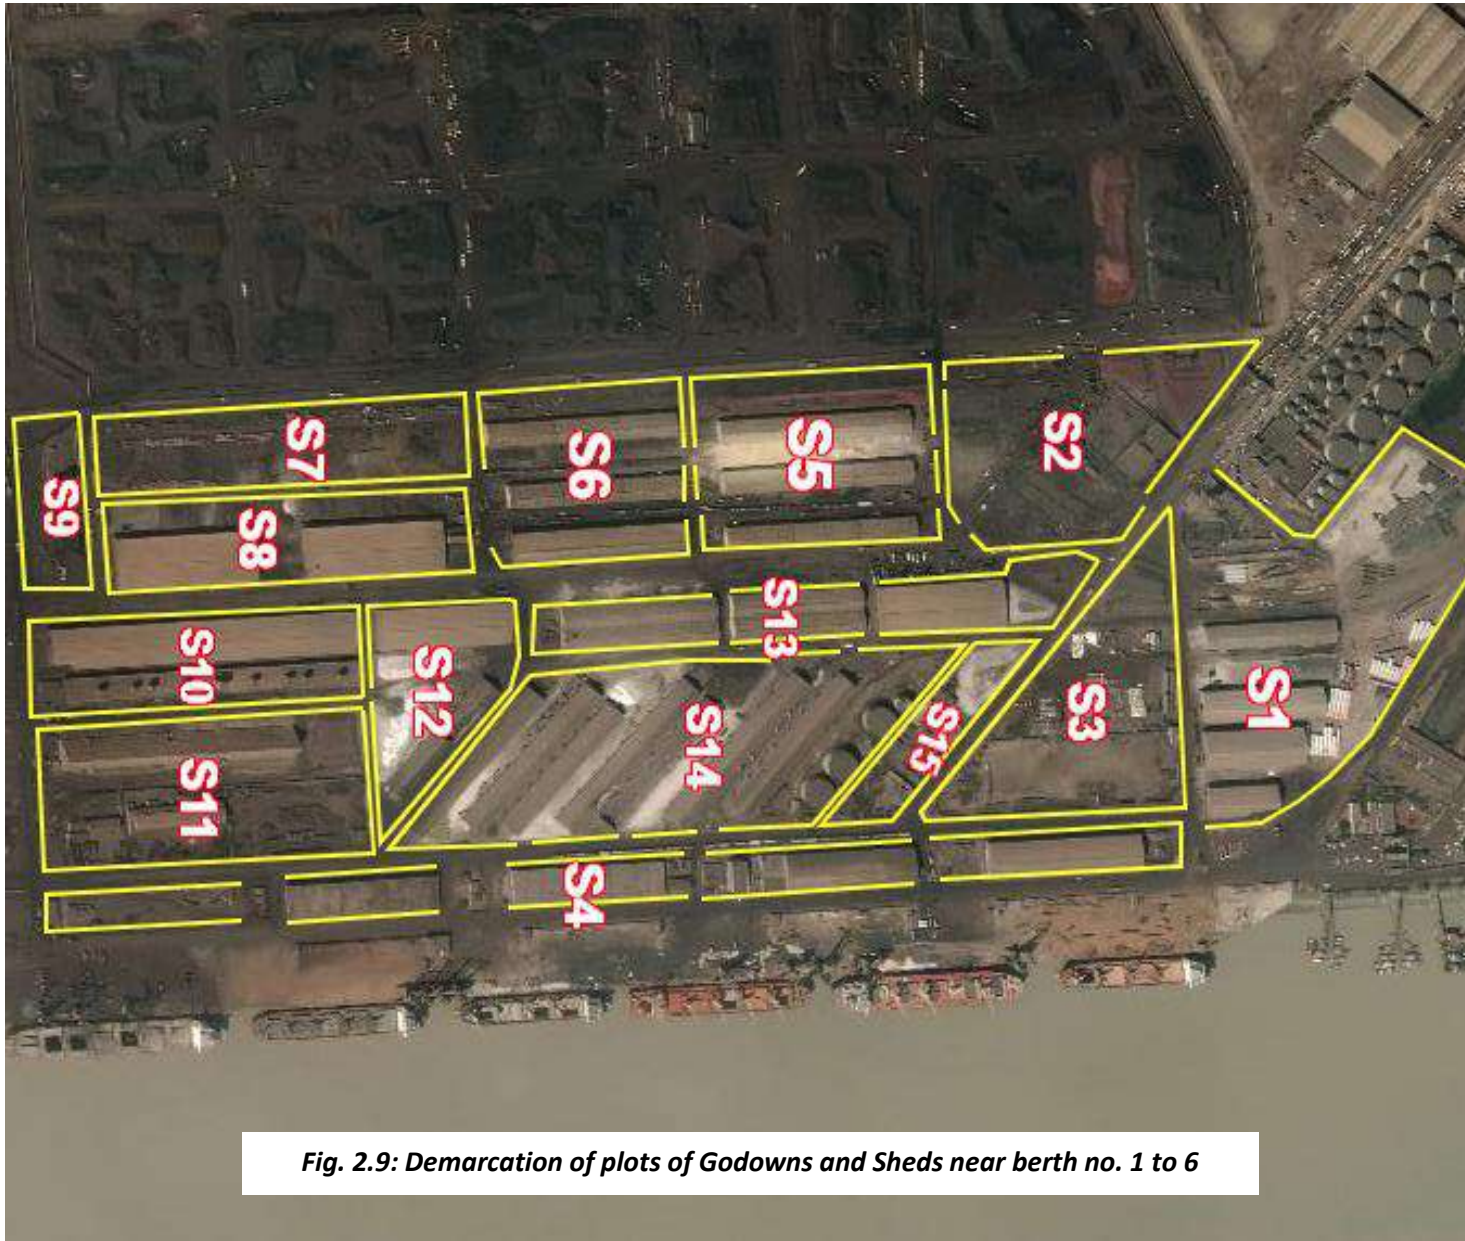 S2
S5
S6
S7
S9
S8
S13
S10
S12
S1
S3
S14
S15
S11
S4
Fig. 2.9: Demarcation of plots of Godowns and Sheds near berth no. 1 to 6